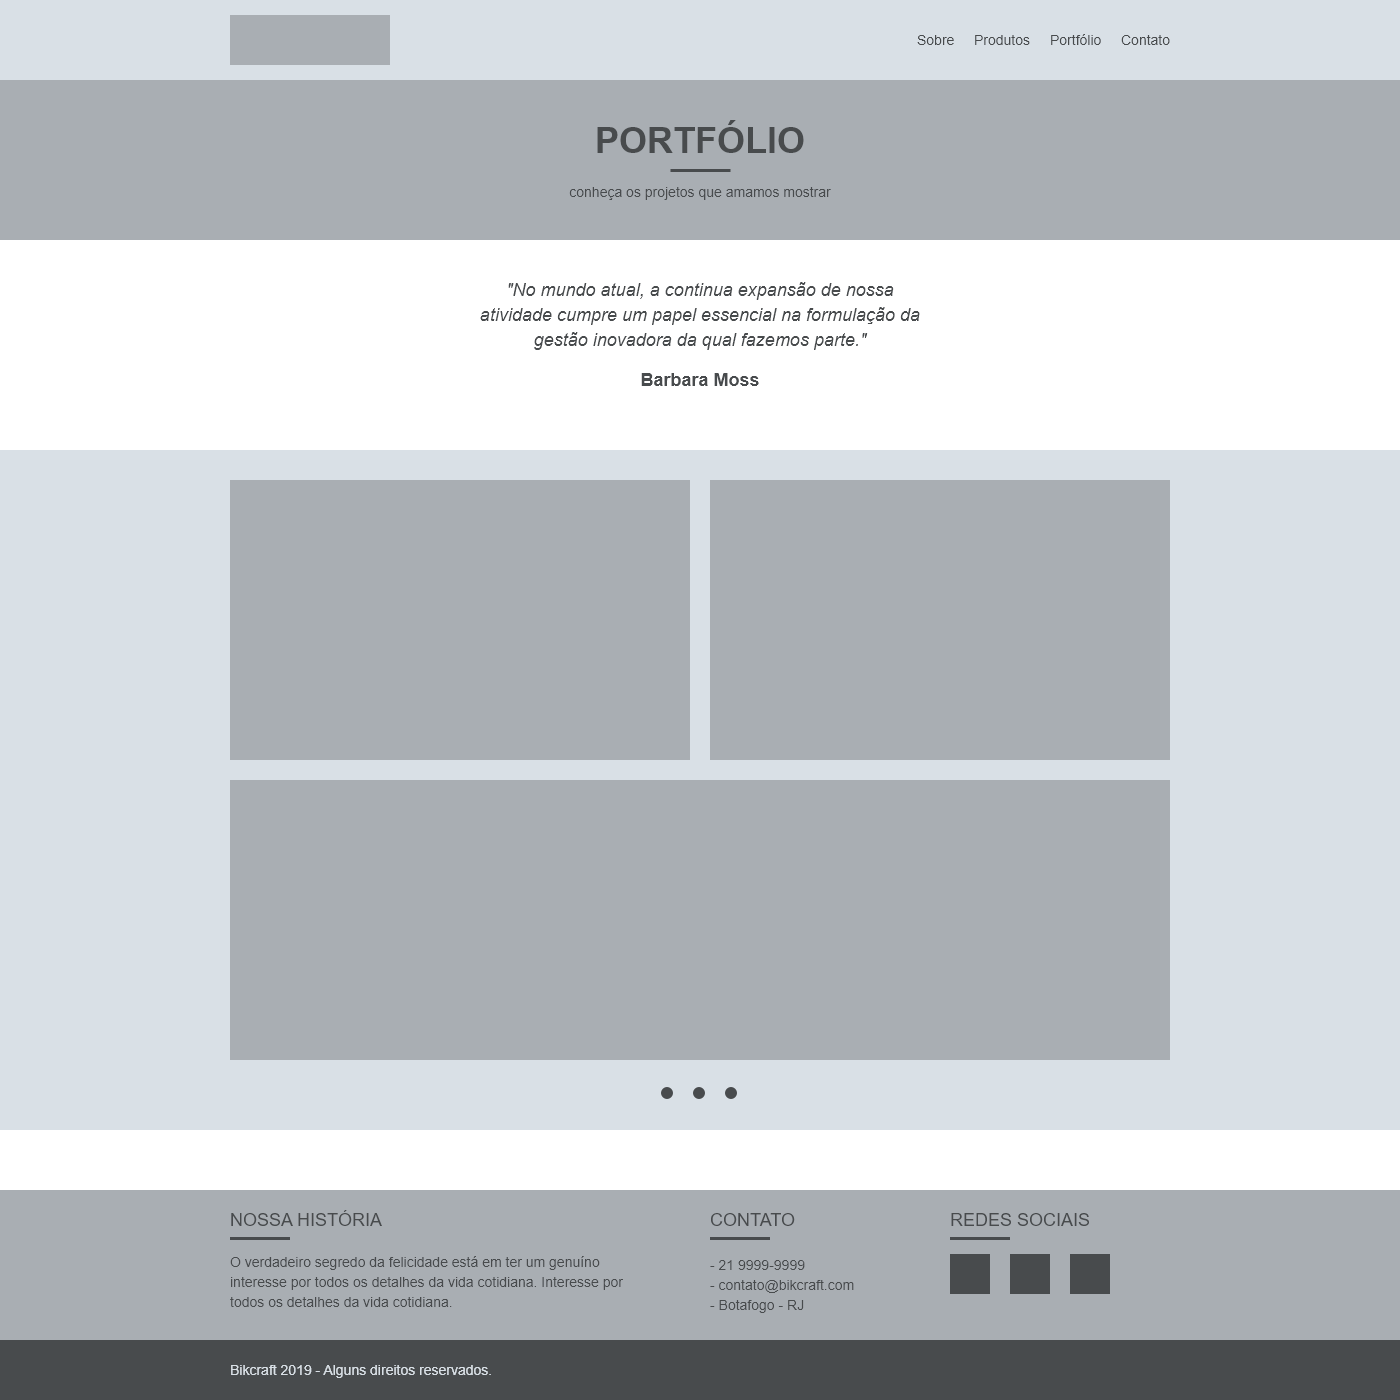 Sobre Produtos Portfólio Contato
PORTFÓLIO
conheça os projetos que amamos mostrar
"No mundo atual, a continua expansão de nossa
atividade cumpre um papel essencial na formulação da
gestão inovadora da qual fazemos parte."
Barbara Moss
NOSSA HISTÓRIA
O verdadeiro segredo da felicidade está em ter um genuíno
interesse por todos os detalhes da vida cotidiana. Interesse por
todos os detalhes da vida cotidiana.
CONTATO
- 21 9999-9999
- contato@bikcraft.com
- Botafogo - RJ
REDES SOCIAIS
Bikcraft 2019 - Alguns direitos reservados.